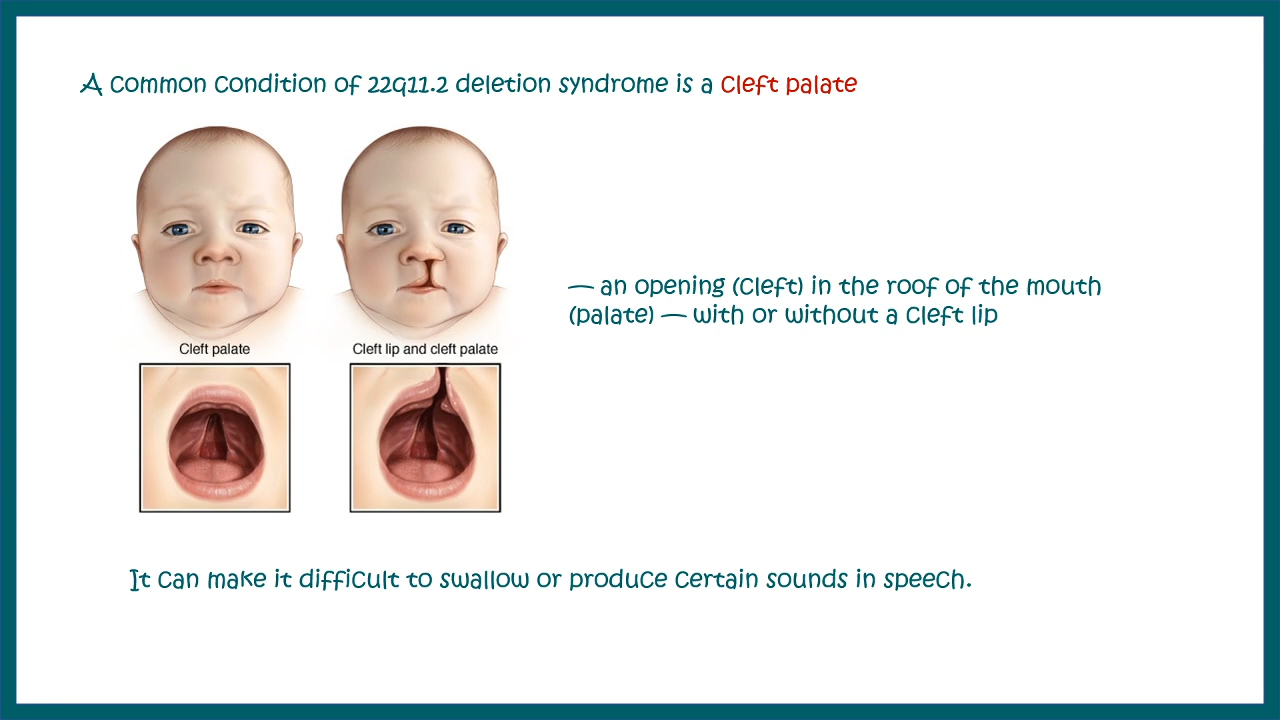 A common condition of 22q11.2 deletion syndrome is a cleft palate
Cleft palate
Cleft lip and cleft palate
— an opening (cleft) in the roof of the mouth
(palate) — with or without a cleft lip
It can make it difficult to swallow or produce certain sounds in speech.